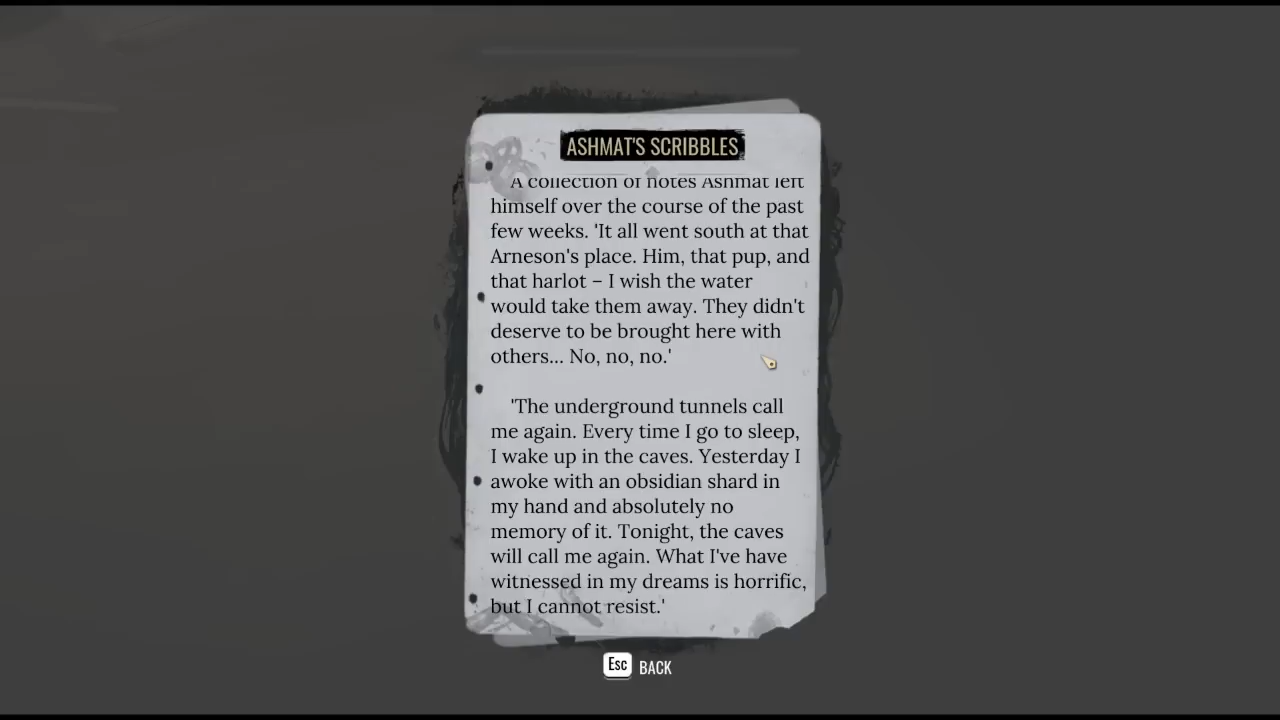 ASHMAT'S SCRIBBLES
A collection of notes Ashmat left
himself over the course of the past
few weeks. 'It all went south at that
Arneson's place. Him, that pup, and
that harlot – I wish the water
would take them away. They didn't
deserve to be brought here with
others... No, no, no.'
'The underground tunnels call
me again. Every time I go to sleep,
I wake up in the caves. Yesterday I
awoke with an obsidian shard in
my hand and absolutely no
memory of it. Tonight, the caves
will call me again. What I've have
witnessed in my dreams is horrific,
but I cannot resist.'
Esc BACK